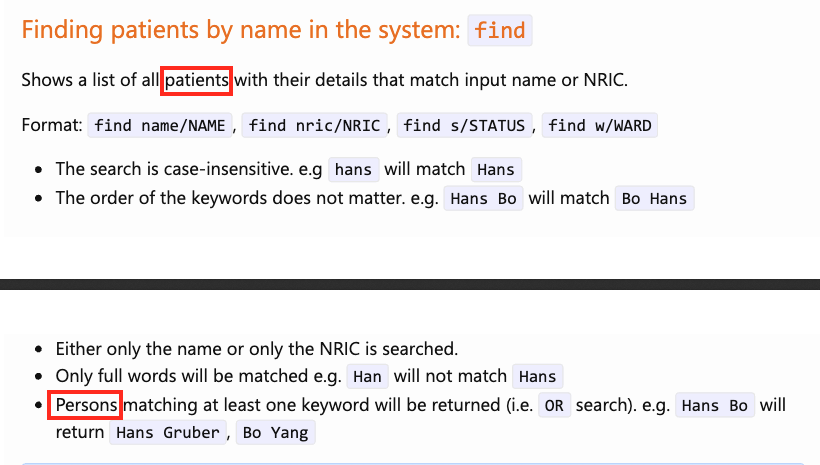 Finding patients by name in the system: find
Shows a list of all patients with their details that match input name or NRIC.
Format: find name/NAME , find nric/NRIC , find s/STATUS , find w/WARD
• The search is case-insensitive. e.g hans will match Hans
• The order of the keywords does not matter. e.g. Hans Bo will match Bo Hans
• Either only the name or only the NRIC is searched.
• Only full words will be matched e.g. Han will not match Hans
• Persons matching at least one keyword will be returned (i.e. OR search). e.g. Hans Bo will
return Hans Gruber , Bo Yang